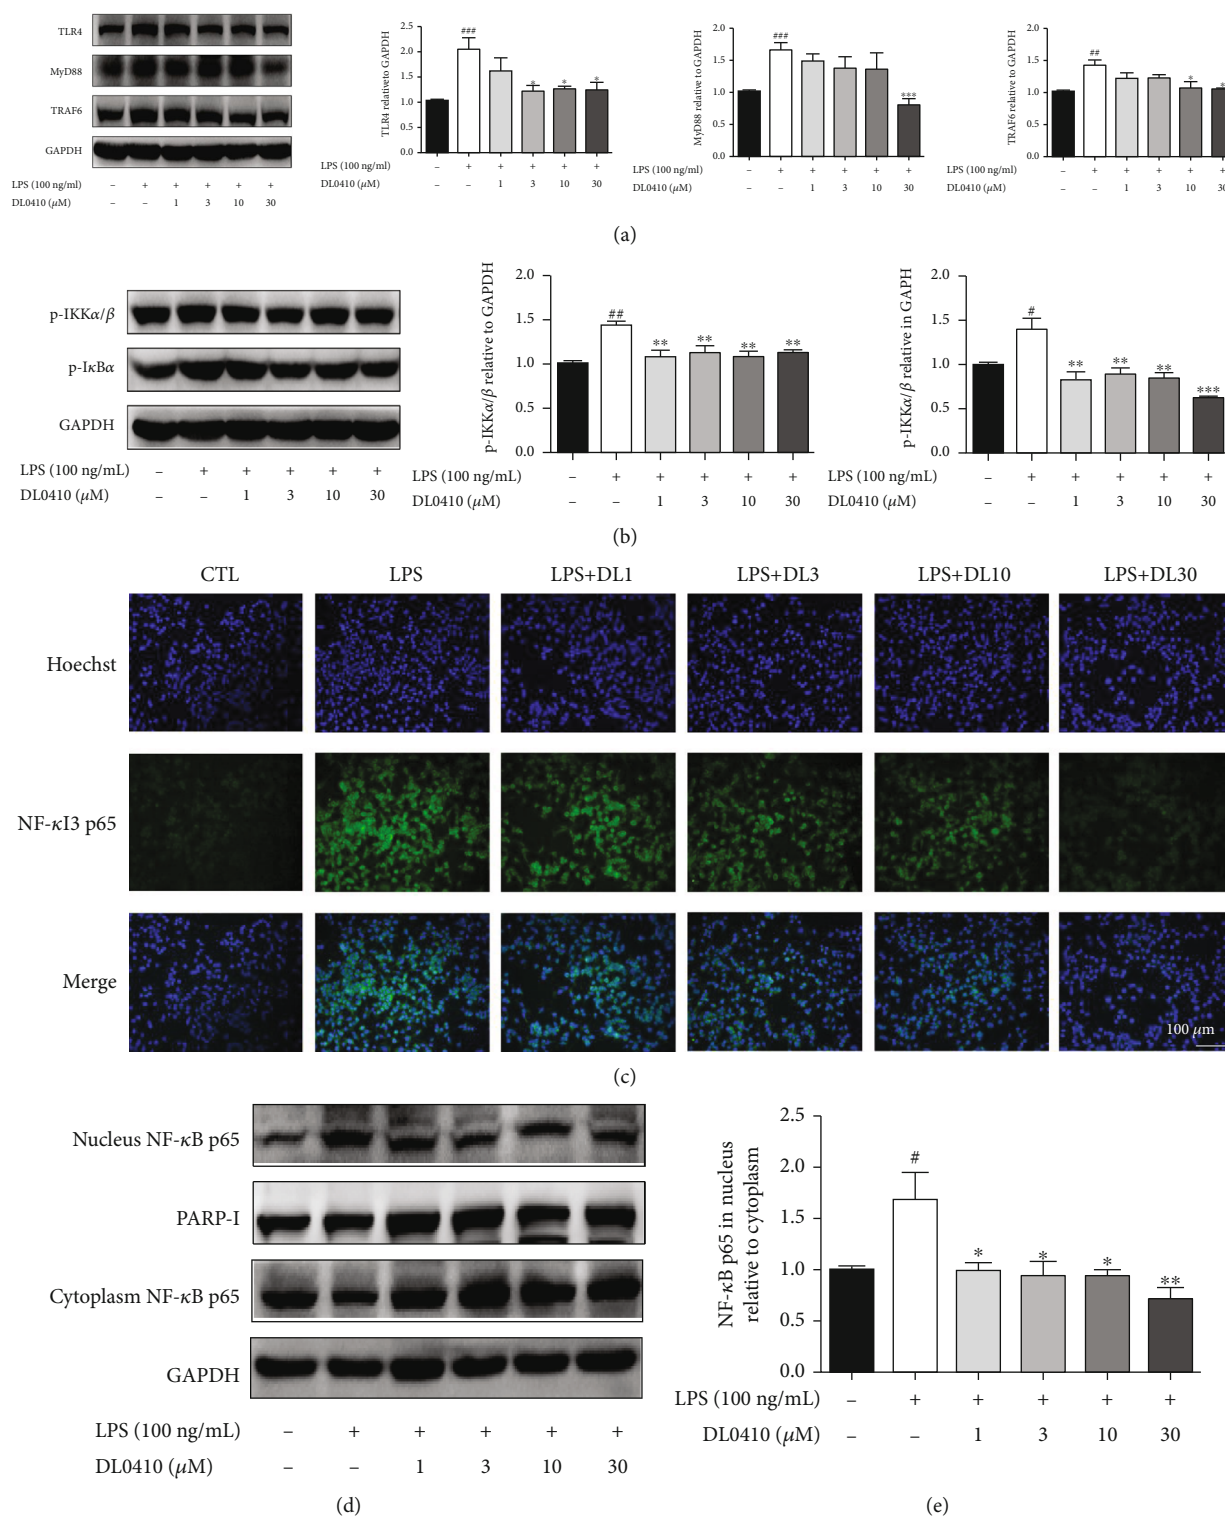 TLR4
MyD88
TRAF6
GAPDH
LPS (100 ng/ml) – + + + + +
DL0410 (μM) – – 1 3 10 30
TLR4 relative to GAPDH
2.5
2.0
1.5
1.0
0.5
0.0
###
* * *
LPS (100 ng/ml) – + + + + +
DL0410 (μM) – – 1 3 10 30
MyD88 relative to GAPDH
2.0
1.5
1.0
0.5
0.0
###
***
LPS (100 ng/ml) – + + + + +
DL0410 (μM) – – 1 3 10 30
TRAF6 relative to GAPDH
2.0
1.5
1.0
0.5
0.0
##
* *
LPS (100 ng/ml) – + + + + +
DL0410 (μM) – – 1 3 10 30
(a)
p-IKKα/β
p-IκBα
GAPDH
LPS (100 ng/mL) – + + + + +
DL0410 (μM) – – 1 3 10 30
p-IKKα/β relative to GAPDH
2.0
1.5
1.0
0.5
0.0
##
** ** ** **
LPS (100 ng/mL) – + + + + +
DL0410 (μM) – – 1 3 10 30
p-IKKα/β relative in GAPH
2.0
1.5
1.0
0.5
0.0
#
** ** ** ***
LPS (100 ng/mL) – + + + + +
DL0410 (μM) – – 1 3 10 30
(b)
CTL LPS LPS+DL1 LPS+DL3 LPS+DL10 LPS+DL30
Hoechst
NF-κI3 p65
Merge
100 μm
(c)
Nucleus NF-κB p65
PARP-I
Cytoplasm NF-κB p65
GAPDH
LPS (100 ng/mL) – + + + + +
DL0410 (μM) – – 1 3 10 30
(d)
NF-κB p65 in nucleus
relative to cytoplasm
2.5
2.0
1.5
1.0
0.5
0.0
#
* * * **
LPS (100 ng/mL) – + + + + +
DL0410 (μM) – – 1 3 10 30
(e)